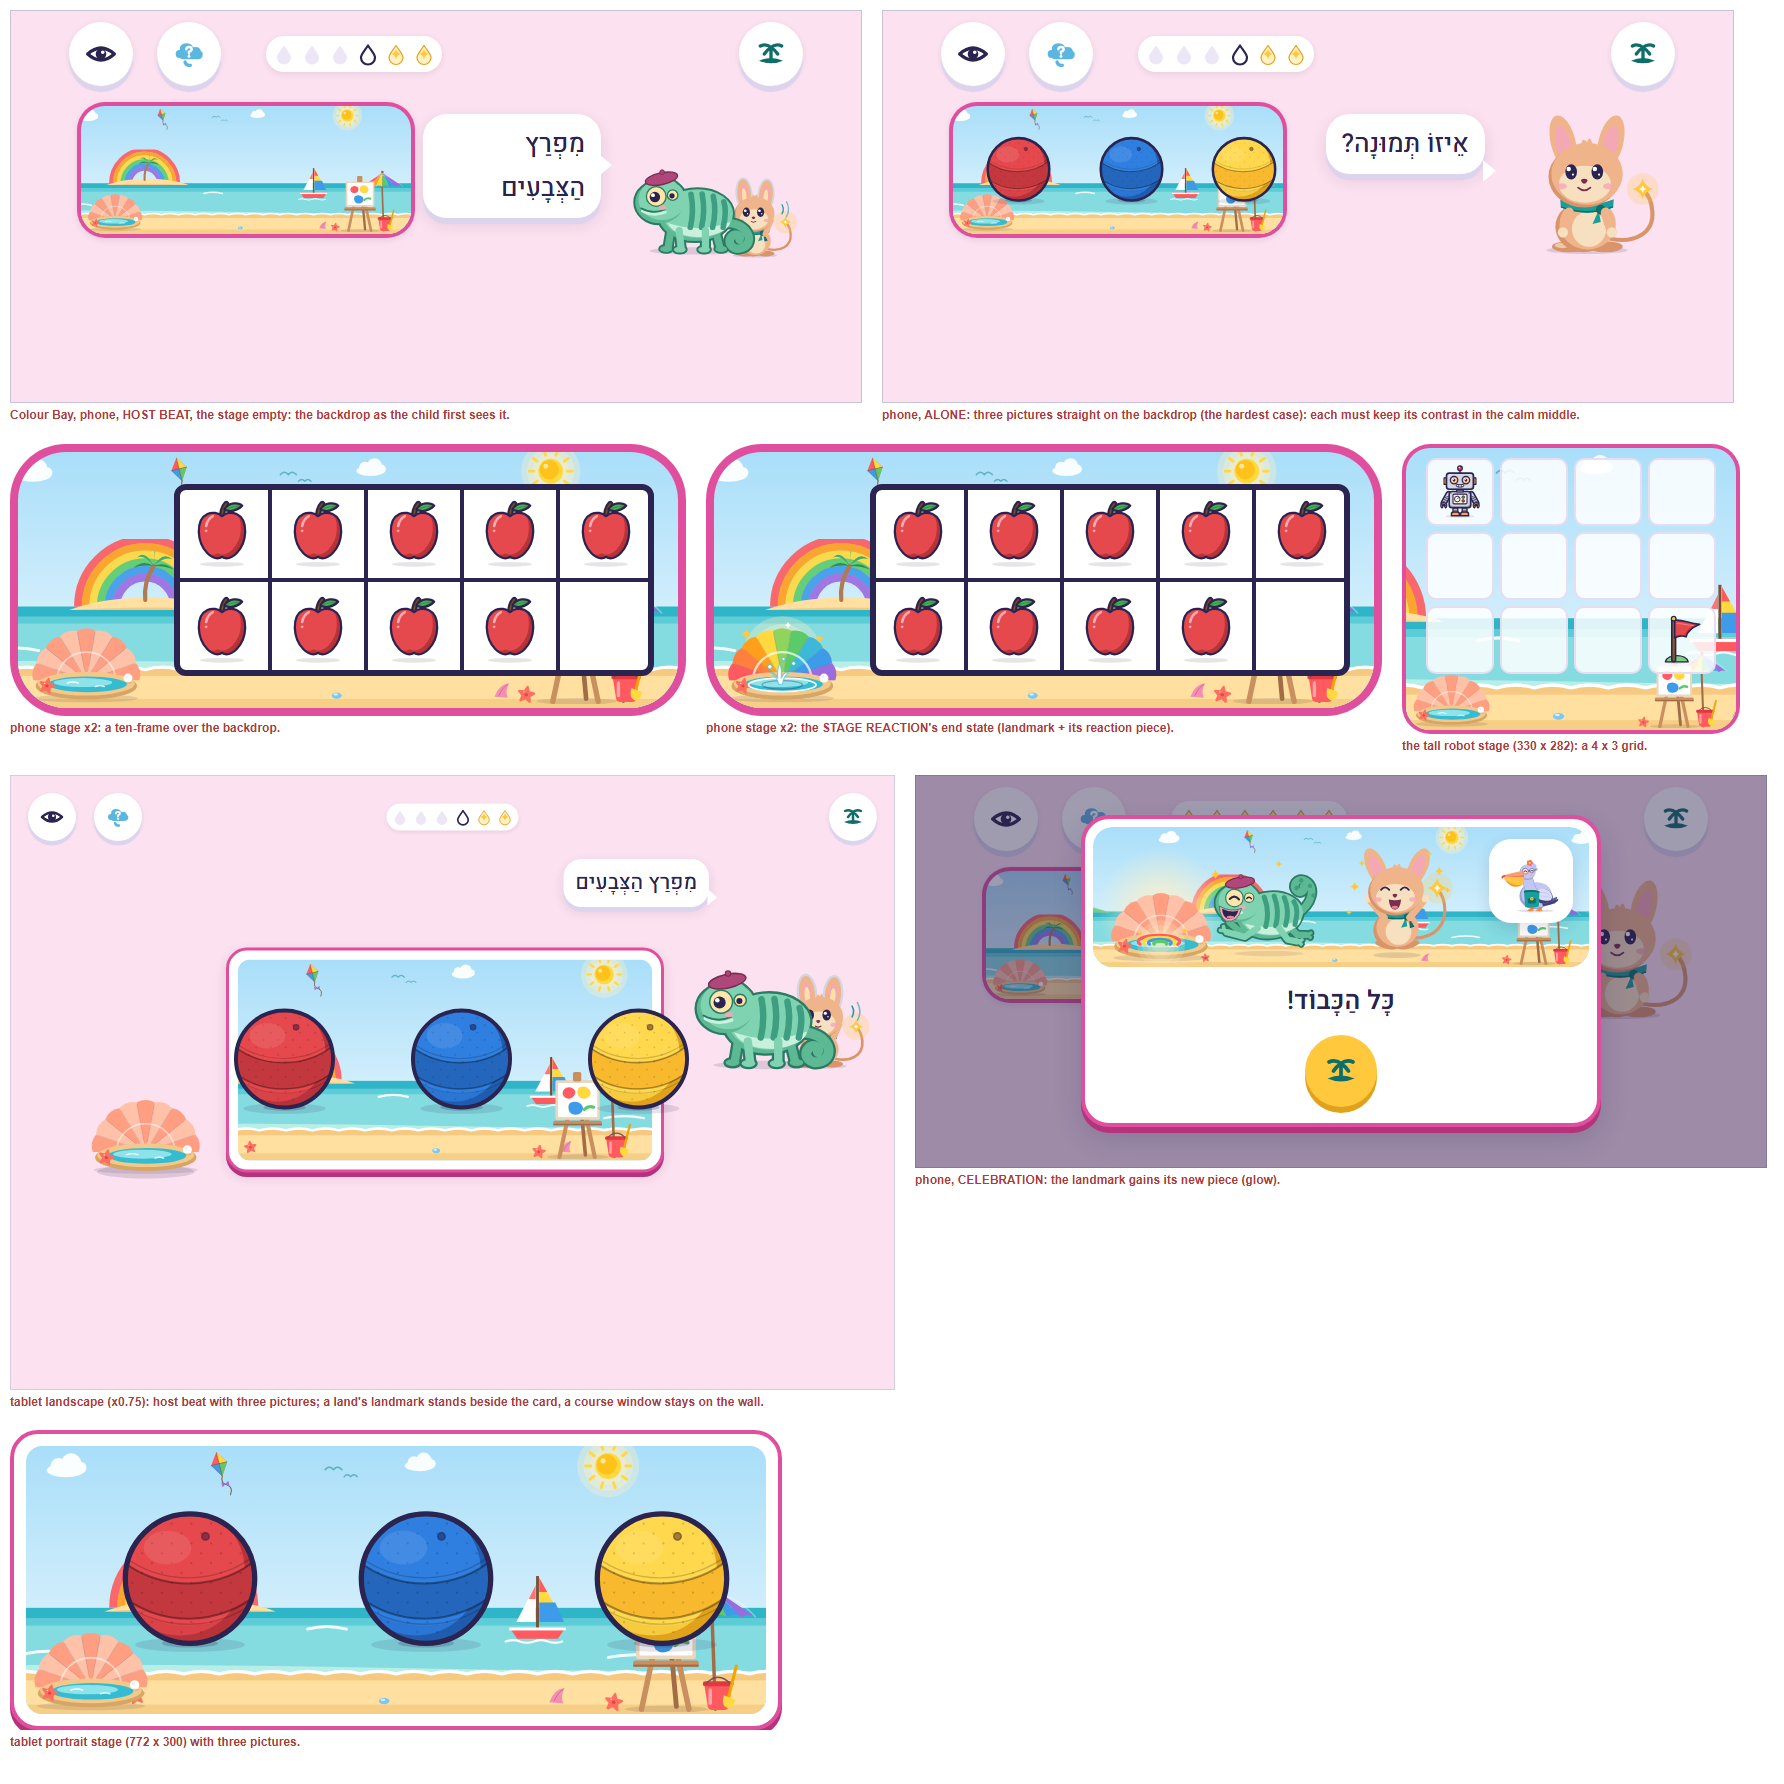 מִפְרַץ
הַצְּבָעִים
אֵיזוֹ תְּמוּנָה?
Colour Bay, phone, HOST BEAT, the stage empty: the backdrop as the child first sees it.
phone, ALONE: three pictures straight on the backdrop (the hardest case): each must keep its contrast in the calm middle.
phone stage x2: a ten-frame over the backdrop.
phone stage x2: the STAGE REACTION's end state (landmark + its reaction piece).
the tall robot stage (330 x 282): a 4 x 3 grid.
מִפְרַץ הַצְּבָעִים
כָּל הַכָּבוֹד!
phone, CELEBRATION: the landmark gains its new piece (glow).
tablet landscape (x0.75): host beat with three pictures; a land's landmark stands beside the card, a course window stays on the wall.
tablet portrait stage (772 x 300) with three pictures.